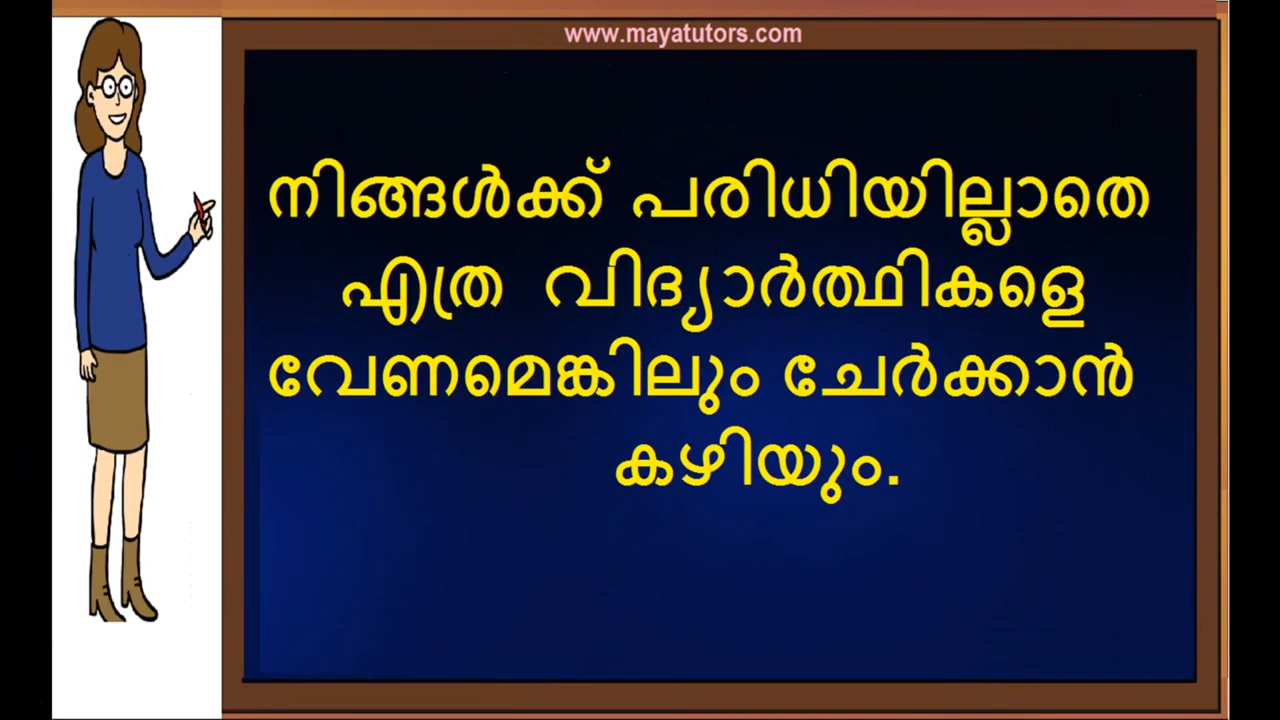 www.mayatutors.com
നിങ്ങൾക്ക് പരിധിയില്ലാതെ
എത്ര വിദ്യാർത്ഥികളെ
വേണമെങ്കിലും ചേർക്കാൻ
കഴിയും.